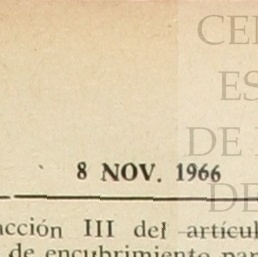 CE
ES
DE
8 NOV. 1966
DE
acción III del artícul
de encubrimiento par